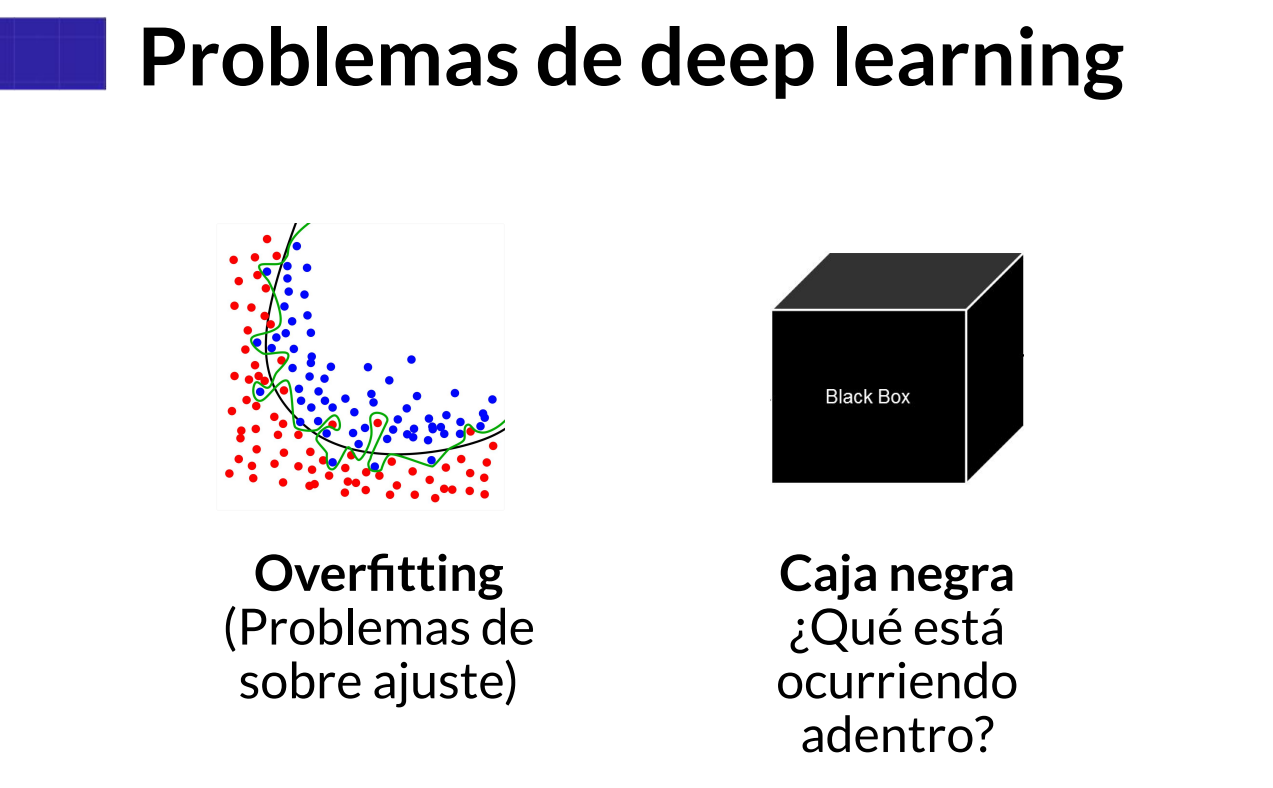 Problemas de deep learning
Black Box
Overfitting
(Problemas de
sobre ajuste)
Caja negra
¿Qué está
ocurriendo
adentro?